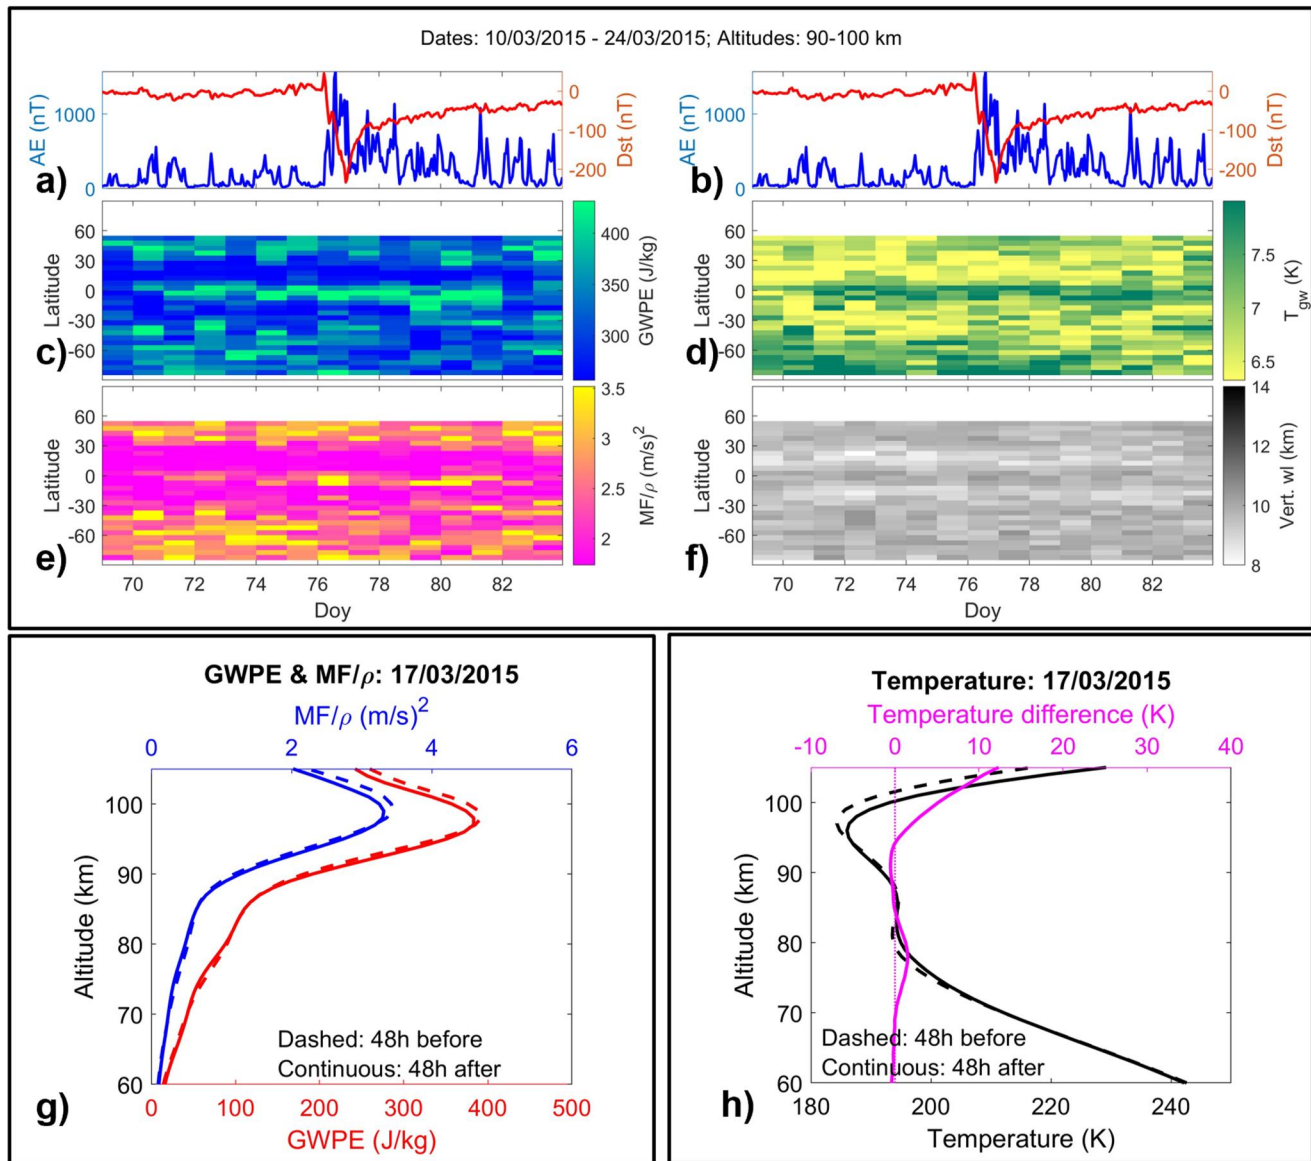 Dates: 10/03/2015 - 24/03/2015; Altitudes: 90-100 km
AE (nT)
1000
0
a)
0
-100
-200
Dst (nT)
AE (nT)
1000
0
b)
0
-100
-200
Dst (nT)
Latitude
60
30
0
-30
-60
c)
400
350
300
GWPE (J/kg)
Latitude
60
30
0
-30
-60
d)
7.5
7
6.5
T_gw (K)
Latitude
60
30
0
-30
-60
e)
3.5
3
2.5
2
MF/ρ (m/s)²
70 72 74 76 78 80 82
Doy
Latitude
60
30
0
-30
-60
f)
14
12
10
8
Vert. wl (km)
70 72 74 76 78 80 82
Doy
GWPE & MF/ρ: 17/03/2015
MF/ρ (m/s)²
0 2 4 6
Altitude (km)
100
90
80
70
60
Dashed: 48h before
Continuous: 48h after
0 100 200 300 400 500
GWPE (J/kg)
g)
Temperature: 17/03/2015
Temperature difference (K)
-10 0 10 20 30 40
Altitude (km)
100
90
80
70
60
Dashed: 48h before
Continuous: 48h after
180 200 220 240
Temperature (K)
h)